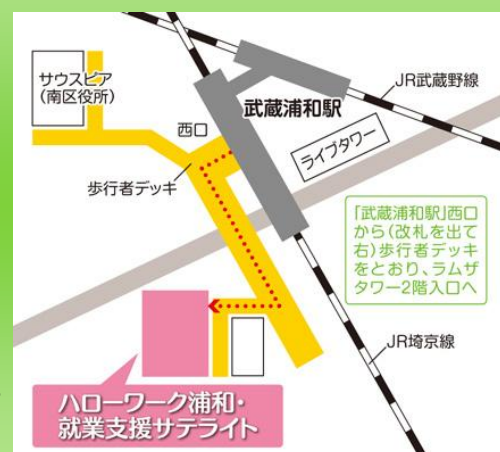 サウスピア
(南区役所)
JR武蔵野線
武蔵浦和駅
西口
ライブタワー
歩行者デッキ
「武蔵浦和駅」西口
から(改札を出て
右)歩行者デッキ
をとおり、ラムザ
タワー2階入口へ
JR埼京線
ハローワーク浦和・
就業支援サテライト